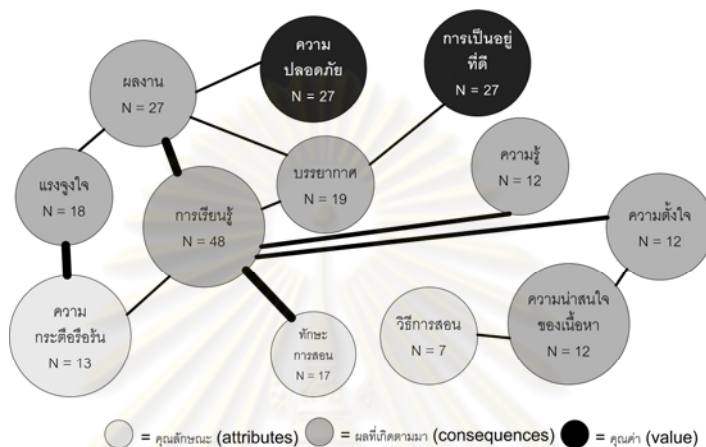 ความ
ปลอดภัย
N = 27
การเป็นอยู่
ที่ดี
N = 27
ผลงาน
N = 27
ความรู้
N = 12
บรรยากาศ
N = 19
แรงจูงใจ
N = 18
การเรียนรู้
N = 48
ความตั้งใจ
N = 12
ความ
กระตือรือร้น
N = 13
ทักษะ
การสอน
N = 17
วิธีการสอน
N = 7
ความน่าสนใจ
ของเนื้อหา
N = 12
= คุณลักษณะ (attributes) = ผลที่เกิดตามมา (consequences) = คุณค่า (value)